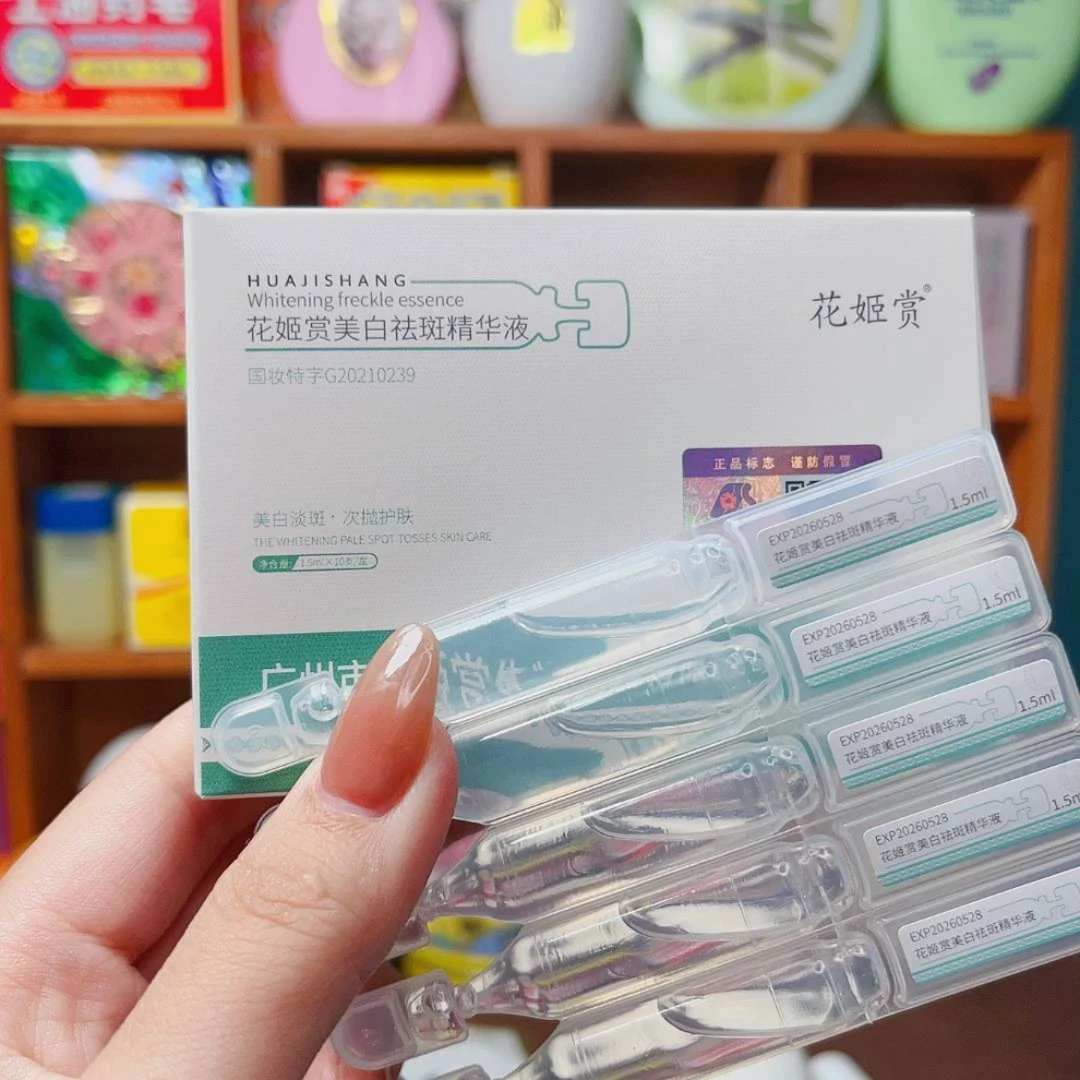 HUAJISHANG
Whitening freckle essence
花姬赏美白祛斑精华液
国妆特字G20210239
花姬赏®
正品标志 谨防假冒
美白淡斑·次抛护肤
THE WHITENING PALE SPOT TOSSES SKIN CARE
净含量: 1.5ml×10支/盒
广州市
EXP20260528
花姬赏美白祛斑精华液
1.5ml
EXP20260528
花姬赏美白祛斑精华液
1.5ml
EXP20260528
花姬赏美白祛斑精华液
1.5ml
EXP20260528
花姬赏美白祛斑精华液
1.5m
EXP20260528
花姬赏美白祛斑精华液